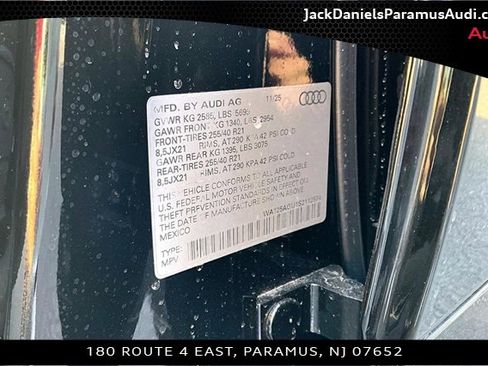 JackDanielsParamusAudi.c
Au
MFD. BY AUDI AG 11/25
GVWR KG 2585, LBS 5699
GAWR FRONT KG 1340, LBS 2954
FRONT-TIRES 255/40 R21
8,5JX21 RIMS, AT 290 KPA 42 PSI COLD
GAWR REAR KG 1395, LBS 3075
REAR-TIRES 255/40 R21
8,5JX21 RIMS, AT 290 KPA 42 PSI COLD.
THIS VEHICLE CONFORMS TO ALL APPLICABLE
U.S. FEDERAL MOTOR VEHICLE SAFETY AND
THEFT PREVENTION STANDARDS IN EFFECT ON
THE DATE OF MANUFACTURE SHOWN ABOVE
MEXICO
TYPE:
MPV
180 ROUTE 4 EAST, PARAMUS, NJ 07652